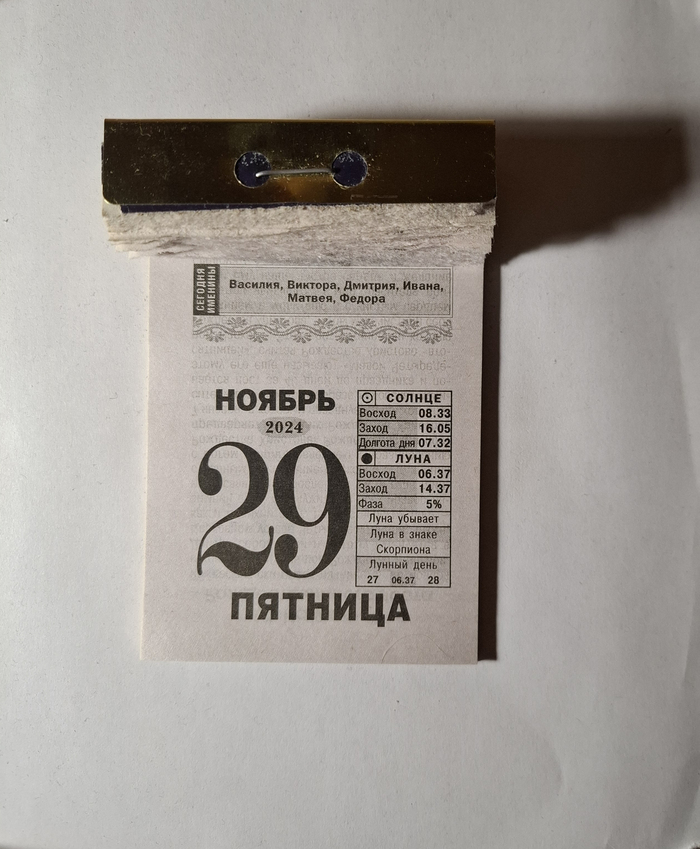 СЕГОДНЯ
ИМЕНИНЫ
Василия, Виктора, Дмитрия, Ивана,
Матвея, Федора
НОЯБРЬ
2024
29
ПЯТНИЦА
СОЛНЦЕ
Восход 08.33
Заход 16.05
Долгота дня 07.32
ЛУНА
Восход 06.37
Заход 14.37
Фаза 5%
Луна убывает
Луна в знаке
Скорпиона
Лунный день
27 06.37 28